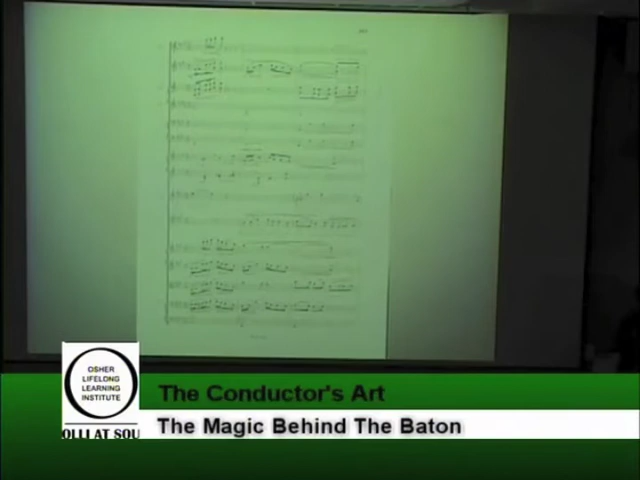 The Conductor's Art
OSHER
LIFELONG
LEARNING
INSTITUTE
OLLI AT SOU
The Magic Behind The Baton